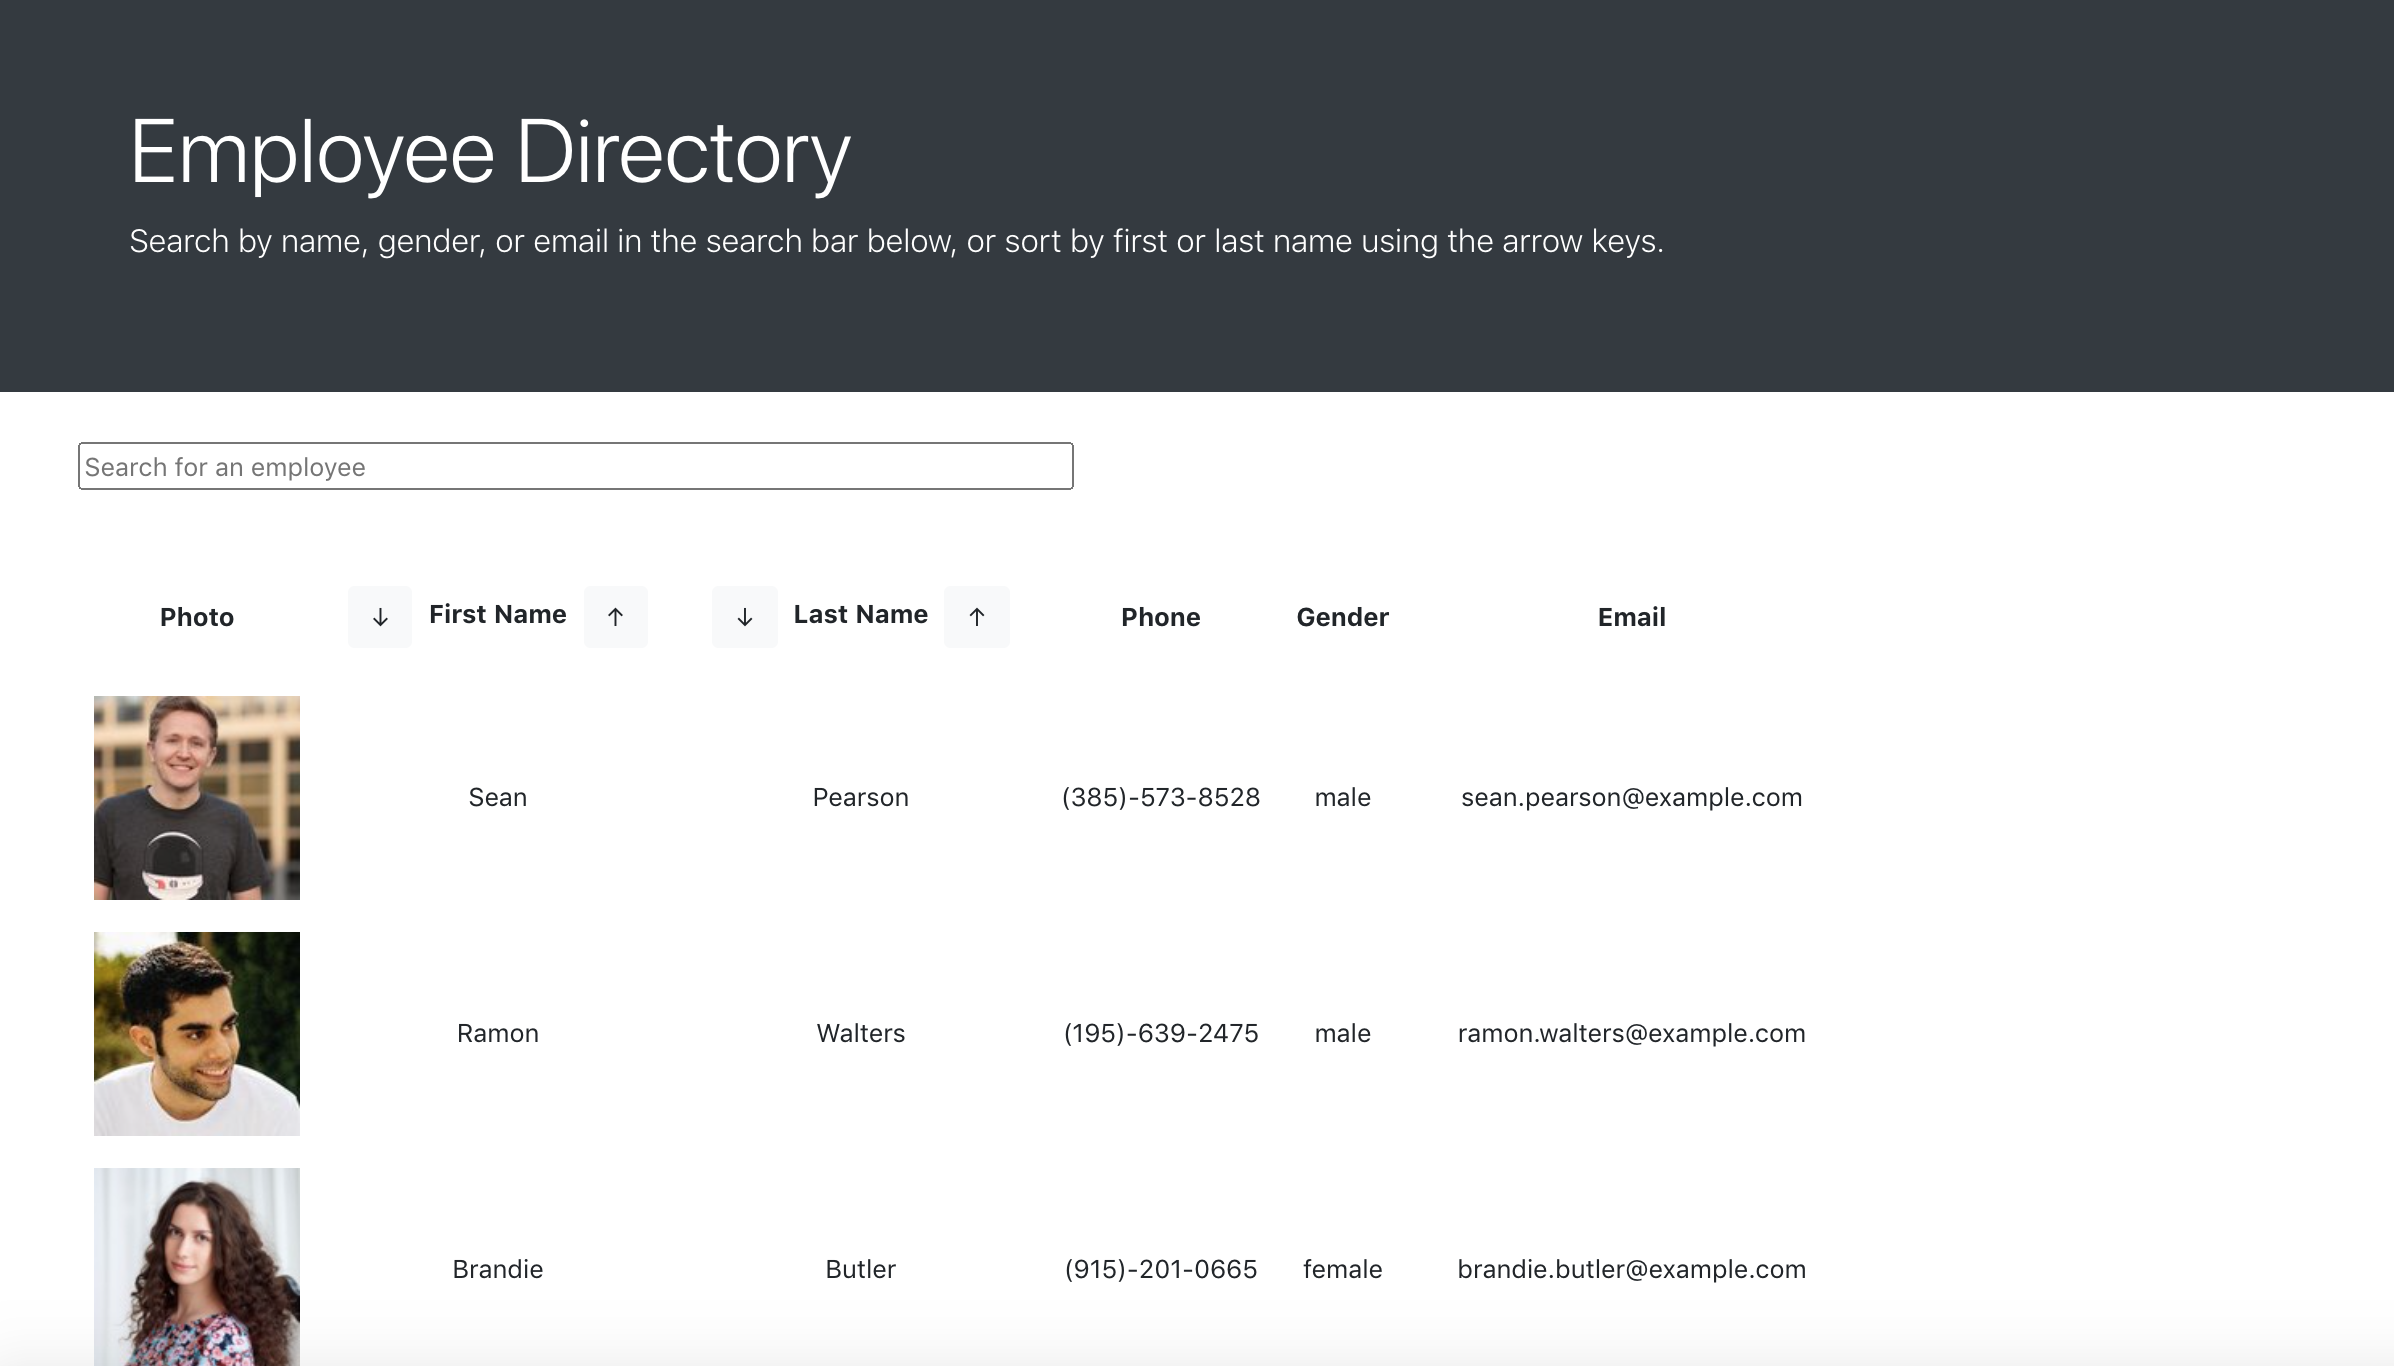 Employee Directory
Search by name, gender, or email in the search bar below, or sort by first or last name using the arrow keys.
Search for an employee
Photo ↓ First Name ↑ ↓ Last Name ↑ Phone Gender Email
Sean Pearson (385)-573-8528 male sean.pearson@example.com
Ramon Walters (195)-639-2475 male ramon.walters@example.com
Brandie Butler (915)-201-0665 female brandie.butler@example.com